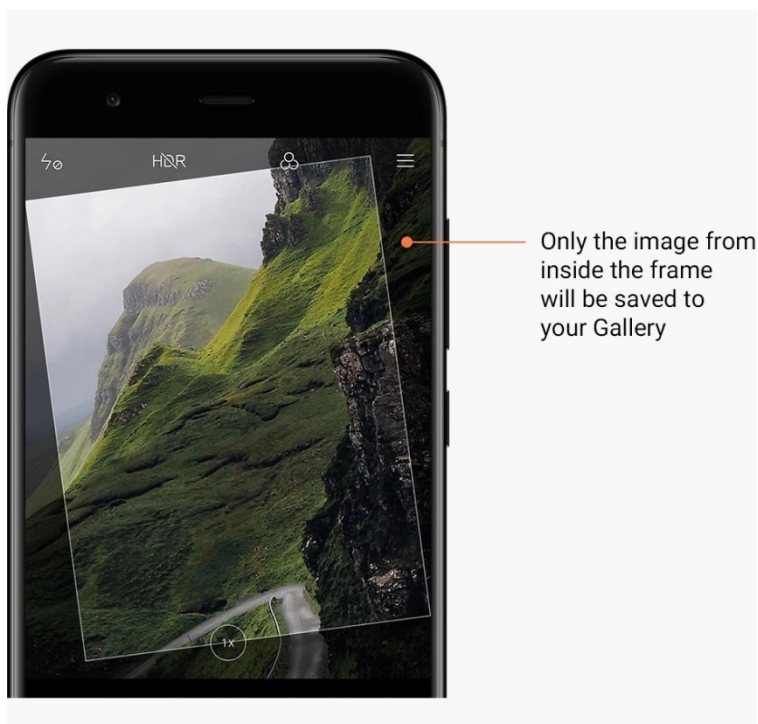 HDR
Only the image from
inside the frame
will be saved to
your Gallery
1X